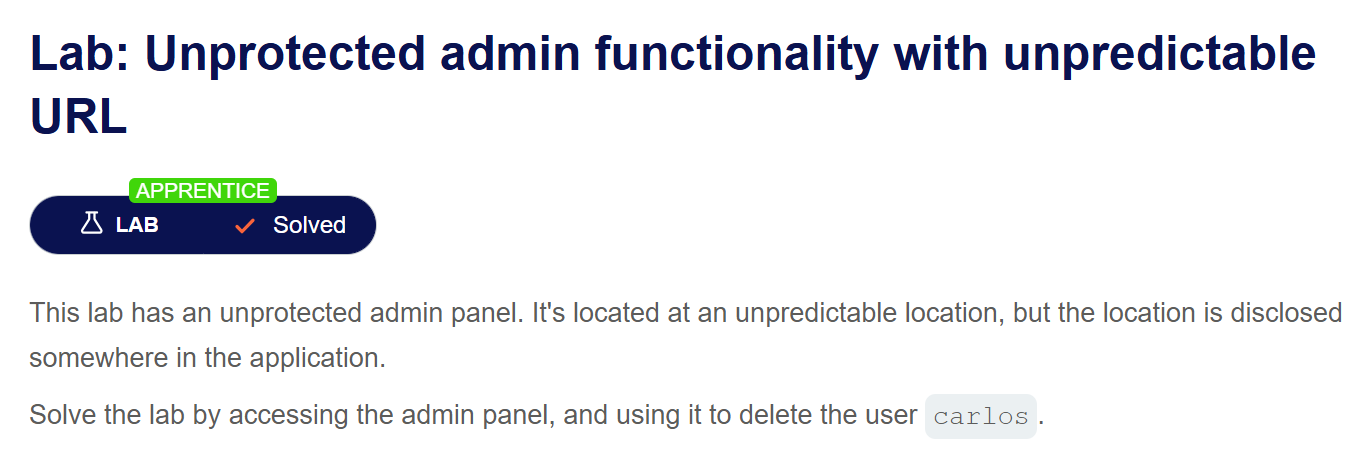 Lab: Unprotected admin functionality with unpredictable
URL
APPRENTICE
LAB Solved
This lab has an unprotected admin panel. It's located at an unpredictable location, but the location is disclosed
somewhere in the application.
Solve the lab by accessing the admin panel, and using it to delete the user carlos.